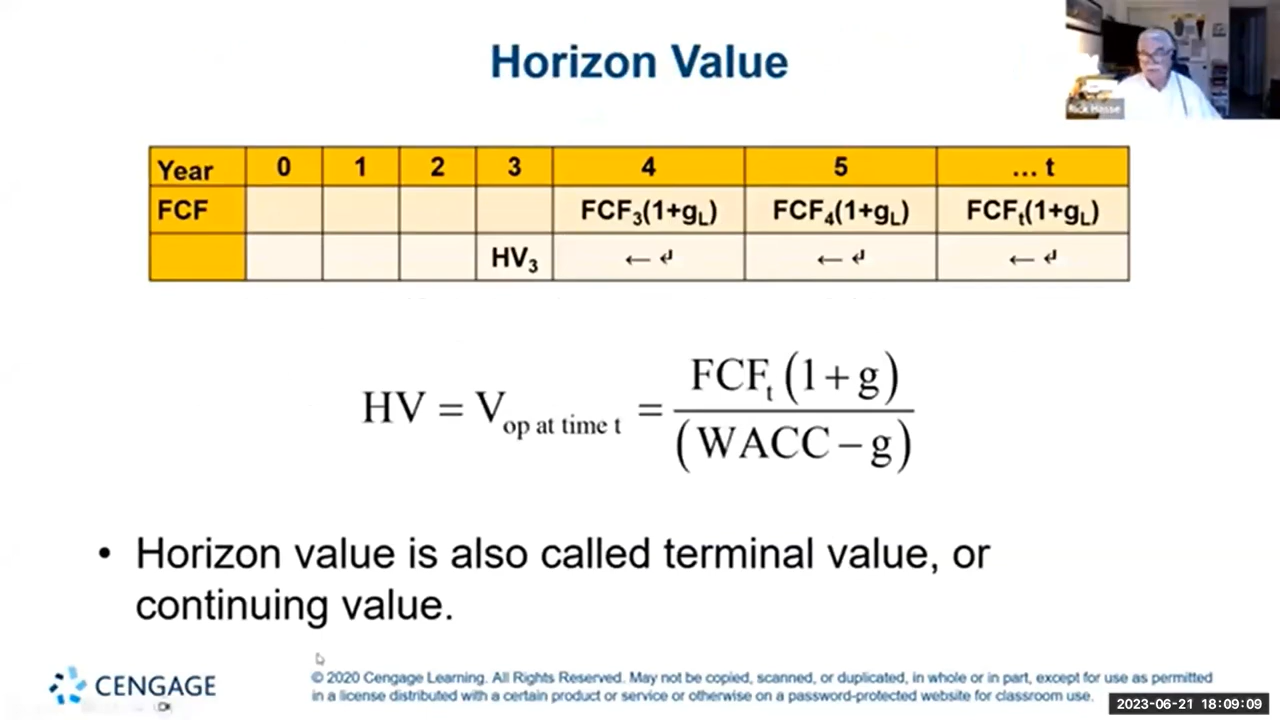 Horizon Value
Rick Hasse
Year 0 1 2 3 4 5 … t
FCF FCF₃(1+g_L) FCF₄(1+g_L) FCFₜ(1+g_L)
HV₃ ← ↲ ← ↲ ← ↲
HV = V_op at time t = FCFₜ (1 + g) / (WACC − g)
• Horizon value is also called terminal value, or
continuing value.
CENGAGE
© 2020 Cengage Learning. All Rights Reserved. May not be copied, scanned, or duplicated, in whole or in part, except for use as permitted
in a license distributed with a certain product or service or otherwise on a password-protected website for classroom use.
2023-06-21 18:09:09